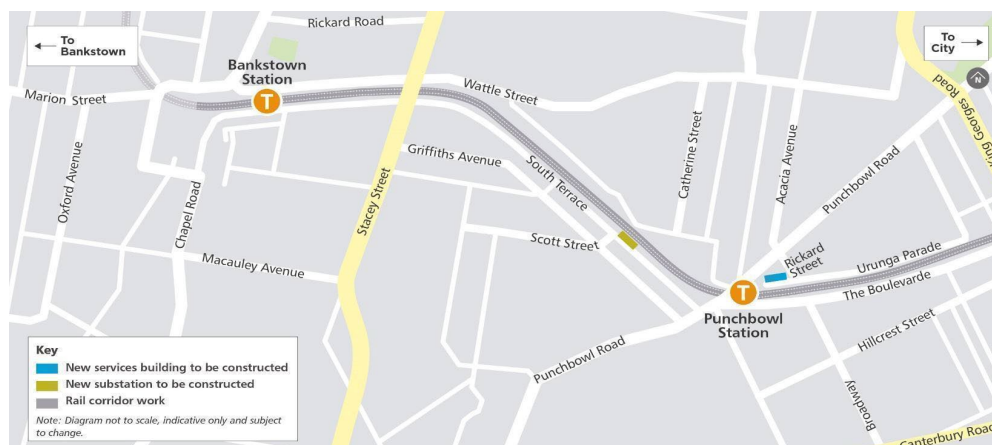 Rickard Road
To
Bankstown
To
City
N
Bankstown
Station
T
Marion Street
Wattle Street
King Georges Road
Griffiths Avenue
South Terrace
Catherine Street
Acacia Avenue
Punchbowl Road
Oxford Avenue
Chapel Road
Stacey Street
Scott Street
Macauley Avenue
Rickard
Street
Urunga Parade
The Boulevarde
T
Punchbowl
Station
Hillcrest Street
Punchbowl Road
Broadway
Canterbury Road
Key
New services building to be constructed
New substation to be constructed
Rail corridor work
Note: Diagram not to scale, indicative only and subject
to change.